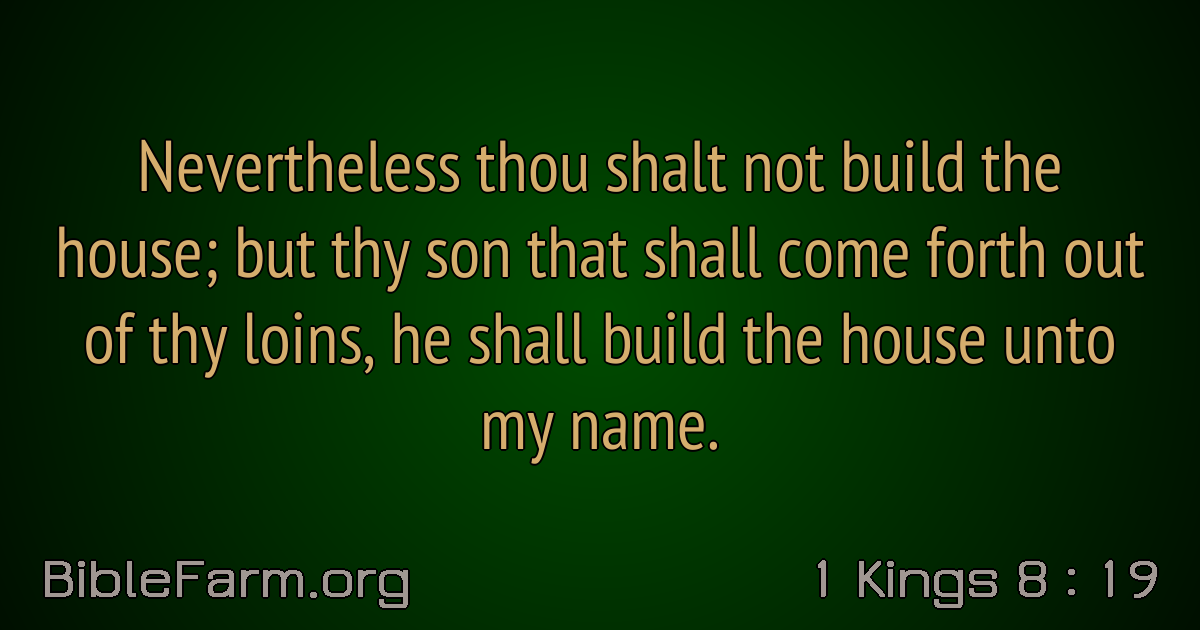 Nevertheless thou shalt not build the
house; but thy son that shall come forth out
of thy loins, he shall build the house unto
my name.
BibleFarm.org
1 Kings 8 : 19